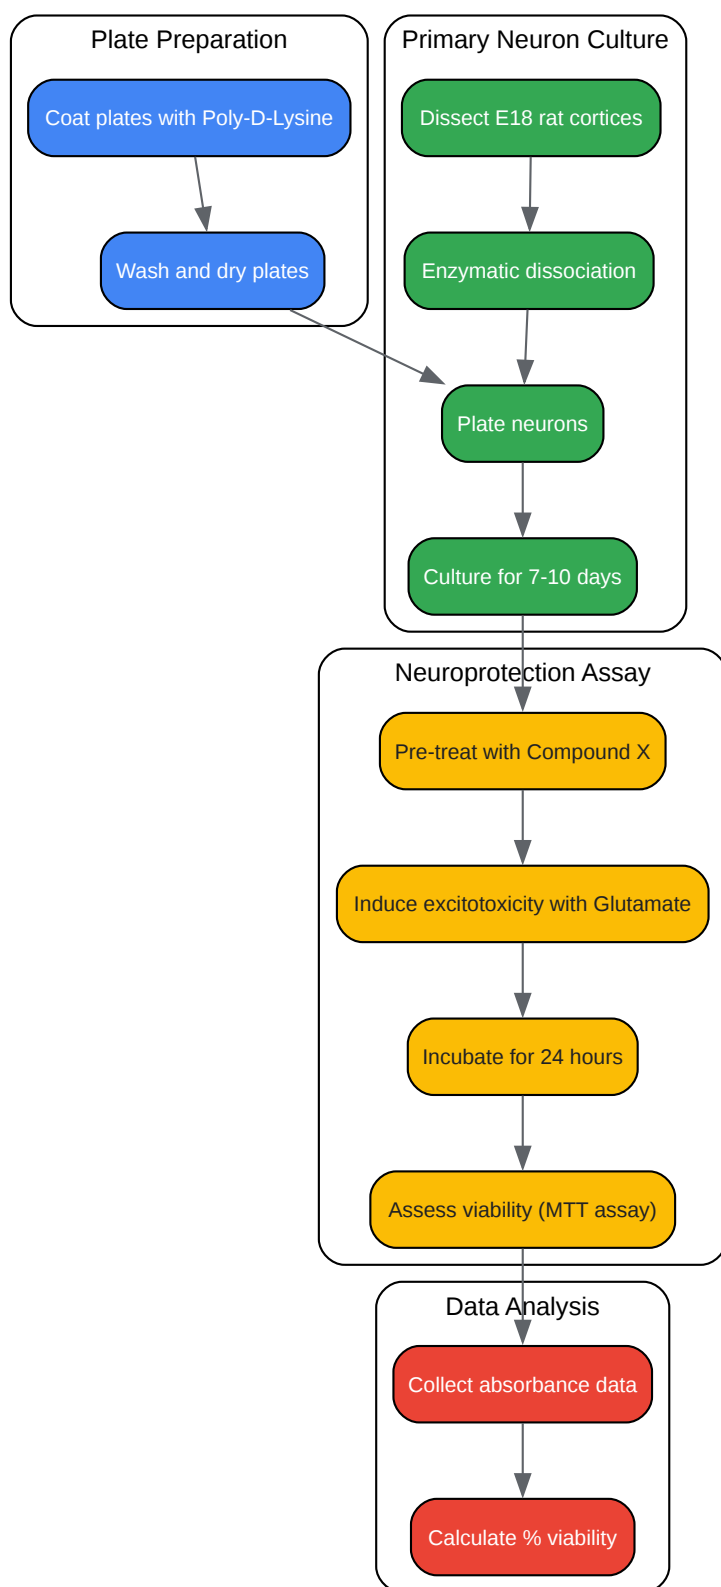 Plate Preparation
Coat plates with Poly-D-Lysine
Wash and dry plates
Primary Neuron Culture
Dissect E18 rat cortices
Enzymatic dissociation
Plate neurons
Culture for 7-10 days
Neuroprotection Assay
Pre-treat with Compound X
Induce excitotoxicity with Glutamate
Incubate for 24 hours
Assess viability (MTT assay)
Data Analysis
Collect absorbance data
Calculate % viability